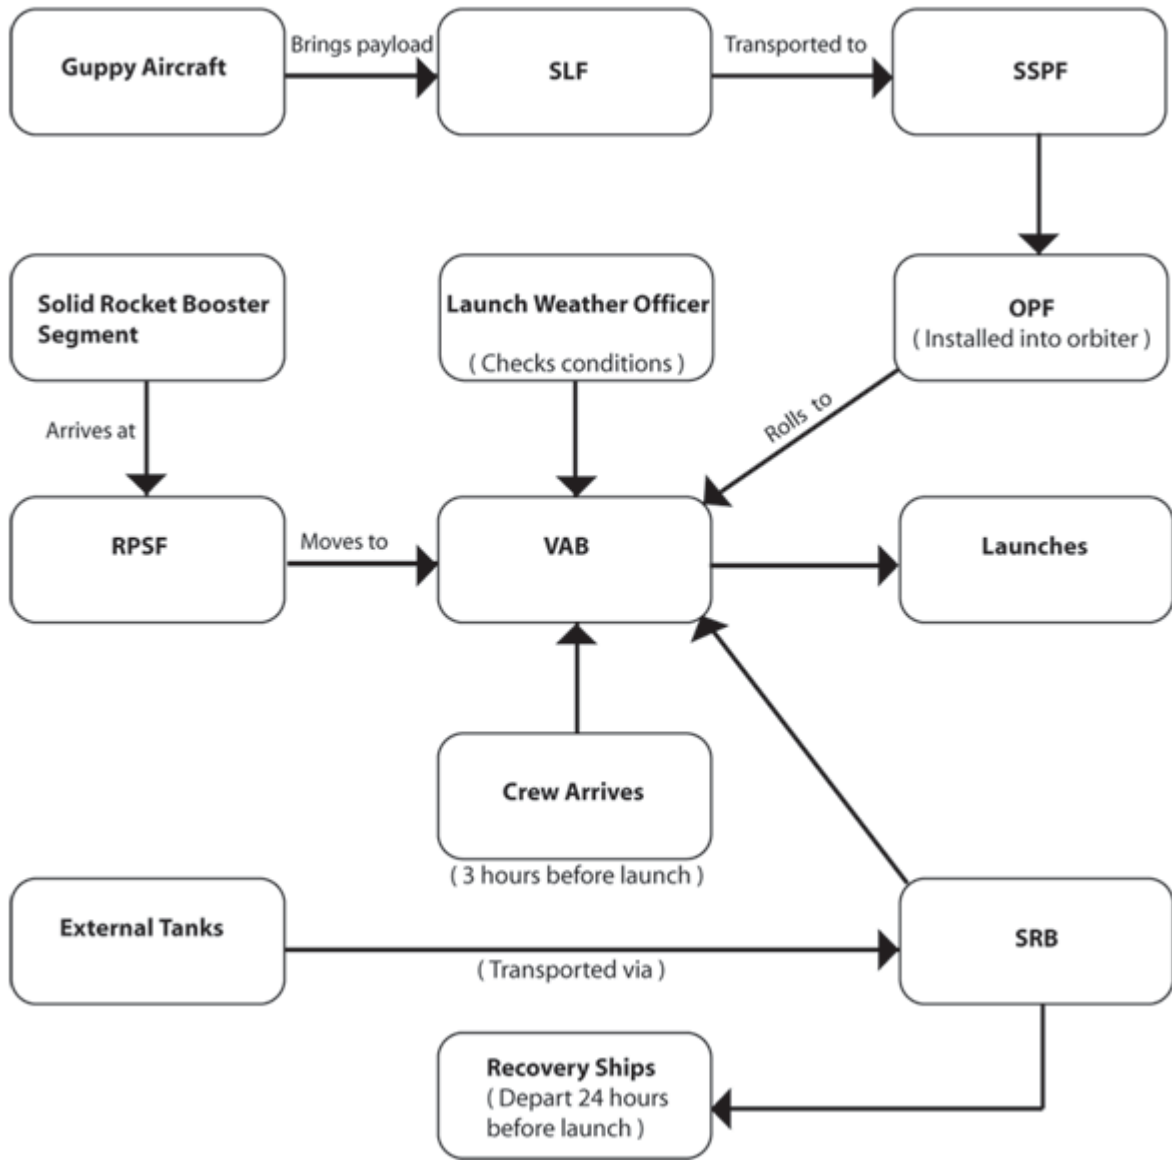 Guppy Aircraft
Brings payload
SLF
Transported to
SSPF
Solid Rocket Booster
Segment
Launch Weather Officer
( Checks conditions )
OPF
( Installed into orbiter )
Arrives at
Rolls to
RPSF
Moves to
VAB
Launches
Crew Arrives
( 3 hours before launch )
External Tanks
( Transported via )
SRB
Recovery Ships
( Depart 24 hours
before launch )